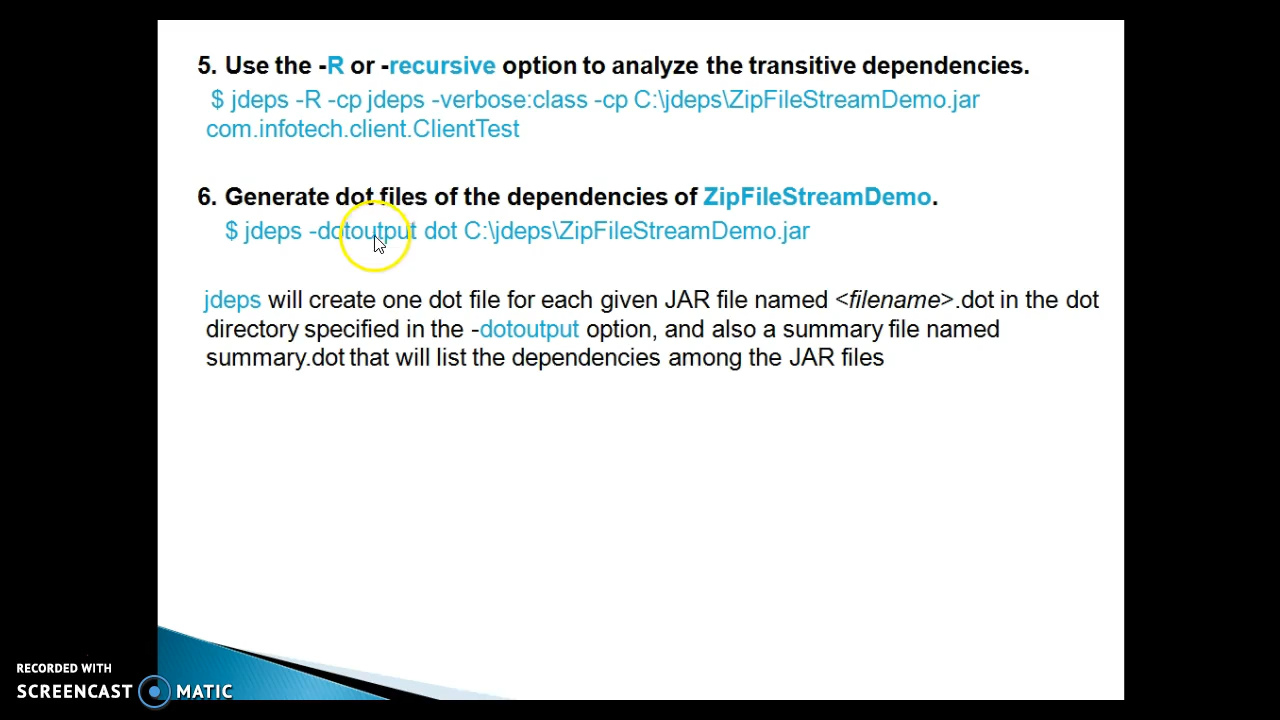 5. Use the -R or -recursive option to analyze the transitive dependencies.
$ jdeps -R -cp jdeps -verbose:class -cp C:\jdeps\ZipFileStreamDemo.jar
com.infotech.client.ClientTest
6. Generate dot files of the dependencies of ZipFileStreamDemo.
$ jdeps -dotoutput dot C:\jdeps\ZipFileStreamDemo.jar
jdeps will create one dot file for each given JAR file named <filename>.dot in the dot
directory specified in the -dotoutput option, and also a summary file named
summary.dot that will list the dependencies among the JAR files
RECORDED WITH
SCREENCAST MATIC